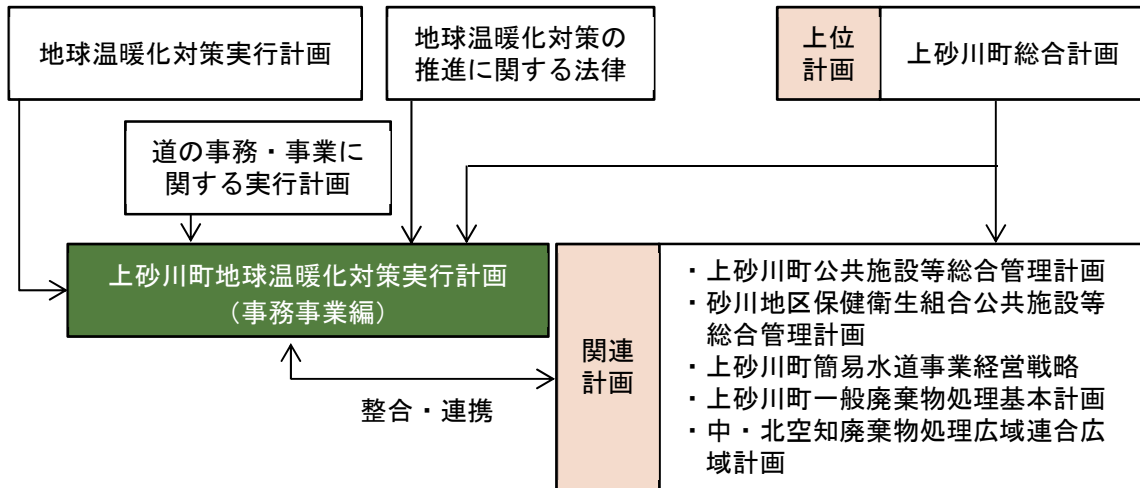 地球温暖化対策実行計画
地球温暖化対策の
推進に関する法律
上位
計画
上砂川町総合計画
道の事務・事業に
関する実行計画
上砂川町地球温暖化対策実行計画
（事務事業編）
整合・連携
関連
計画
・上砂川町公共施設等総合管理計画
・砂川地区保健衛生組合公共施設等
総合管理計画
・上砂川町簡易水道事業経営戦略
・上砂川町一般廃棄物処理基本計画
・中・北空知廃棄物処理広域連合広
域計画